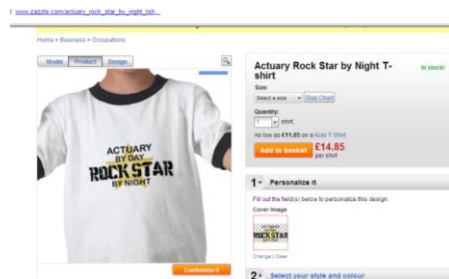 t: www.zazzle.com/actuary_rock_star_by_night_tsh...
Home > Business > Occupations
Model Product Design
ACTUARY
BY DAY
ROCK STAR
BY NIGHT
Customise it
Actuary Rock Star by Night T-
shirt
In stock!
Size:
Select a size Size Chart
Quantity:
1 shirt.
As low as £11.85 on a Kids T-Shirt
Add to basket £14.85
per shirt
1 Personalize it
Fill out the field(s) below to personalize this design.
Cover Image
ROCK STAR
Change | Clear
2 Select your style and colour